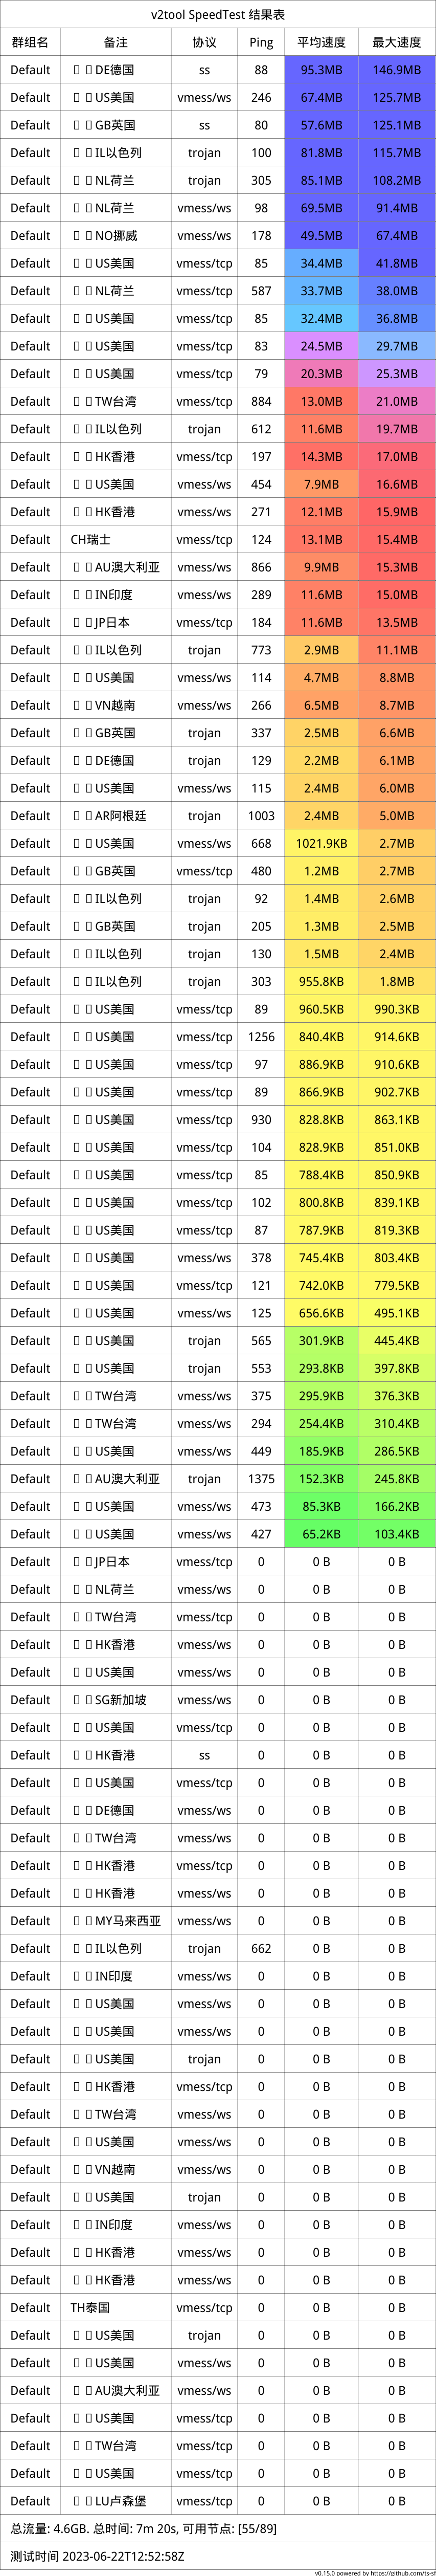 v2tool SpeedTest 结果表
群组名 备注 协议 Ping 平均速度 最大速度
Default DE德国 ss 88 95.3MB 146.9MB
Default US美国 vmess/ws 246 67.4MB 125.7MB
Default GB英国 ss 80 57.6MB 125.1MB
Default IL以色列 trojan 100 81.8MB 115.7MB
Default NL荷兰 trojan 305 85.1MB 108.2MB
Default NL荷兰 vmess/ws 98 69.5MB 91.4MB
Default NO挪威 vmess/ws 178 49.5MB 67.4MB
Default US美国 vmess/tcp 85 34.4MB 41.8MB
Default NL荷兰 vmess/tcp 587 33.7MB 38.0MB
Default US美国 vmess/tcp 85 32.4MB 36.8MB
Default US美国 vmess/tcp 83 24.5MB 29.7MB
Default US美国 vmess/tcp 79 20.3MB 25.3MB
Default TW台湾 vmess/tcp 884 13.0MB 21.0MB
Default IL以色列 trojan 612 11.6MB 19.7MB
Default HK香港 vmess/tcp 197 14.3MB 17.0MB
Default US美国 vmess/ws 454 7.9MB 16.6MB
Default HK香港 vmess/ws 271 12.1MB 15.9MB
Default CH瑞士 vmess/tcp 124 13.1MB 15.4MB
Default AU澳大利亚 vmess/ws 866 9.9MB 15.3MB
Default IN印度 vmess/ws 289 11.6MB 15.0MB
Default JP日本 vmess/tcp 184 11.6MB 13.5MB
Default IL以色列 trojan 773 2.9MB 11.1MB
Default US美国 vmess/ws 114 4.7MB 8.8MB
Default VN越南 vmess/ws 266 6.5MB 8.7MB
Default GB英国 trojan 337 2.5MB 6.6MB
Default DE德国 trojan 129 2.2MB 6.1MB
Default US美国 vmess/ws 115 2.4MB 6.0MB
Default AR阿根廷 trojan 1003 2.4MB 5.0MB
Default US美国 vmess/ws 668 1021.9KB 2.7MB
Default GB英国 vmess/tcp 480 1.2MB 2.7MB
Default IL以色列 trojan 92 1.4MB 2.6MB
Default GB英国 trojan 205 1.3MB 2.5MB
Default IL以色列 trojan 130 1.5MB 2.4MB
Default IL以色列 trojan 303 955.8KB 1.8MB
Default US美国 vmess/tcp 89 960.5KB 990.3KB
Default US美国 vmess/tcp 1256 840.4KB 914.6KB
Default US美国 vmess/tcp 97 886.9KB 910.6KB
Default US美国 vmess/tcp 89 866.9KB 902.7KB
Default US美国 vmess/tcp 930 828.8KB 863.1KB
Default US美国 vmess/tcp 104 828.9KB 851.0KB
Default US美国 vmess/tcp 85 788.4KB 850.9KB
Default US美国 vmess/tcp 102 800.8KB 839.1KB
Default US美国 vmess/tcp 87 787.9KB 819.3KB
Default US美国 vmess/ws 378 745.4KB 803.4KB
Default US美国 vmess/tcp 121 742.0KB 779.5KB
Default US美国 vmess/ws 125 656.6KB 495.1KB
Default US美国 trojan 565 301.9KB 445.4KB
Default US美国 trojan 553 293.8KB 397.8KB
Default TW台湾 vmess/ws 375 295.9KB 376.3KB
Default TW台湾 vmess/ws 294 254.4KB 310.4KB
Default US美国 vmess/ws 449 185.9KB 286.5KB
Default AU澳大利亚 trojan 1375 152.3KB 245.8KB
Default US美国 vmess/ws 473 85.3KB 166.2KB
Default US美国 vmess/ws 427 65.2KB 103.4KB
Default JP日本 vmess/tcp 0 0 B 0 B
Default NL荷兰 vmess/ws 0 0 B 0 B
Default TW台湾 vmess/tcp 0 0 B 0 B
Default HK香港 vmess/ws 0 0 B 0 B
Default US美国 vmess/ws 0 0 B 0 B
Default SG新加坡 vmess/ws 0 0 B 0 B
Default US美国 vmess/tcp 0 0 B 0 B
Default HK香港 ss 0 0 B 0 B
Default US美国 vmess/tcp 0 0 B 0 B
Default DE德国 vmess/ws 0 0 B 0 B
Default TW台湾 vmess/ws 0 0 B 0 B
Default HK香港 vmess/tcp 0 0 B 0 B
Default HK香港 vmess/ws 0 0 B 0 B
Default MY马来西亚 vmess/ws 0 0 B 0 B
Default IL以色列 trojan 662 0 B 0 B
Default IN印度 vmess/ws 0 0 B 0 B
Default US美国 vmess/ws 0 0 B 0 B
Default US美国 vmess/ws 0 0 B 0 B
Default US美国 trojan 0 0 B 0 B
Default HK香港 vmess/tcp 0 0 B 0 B
Default TW台湾 vmess/ws 0 0 B 0 B
Default US美国 vmess/ws 0 0 B 0 B
Default VN越南 vmess/ws 0 0 B 0 B
Default US美国 trojan 0 0 B 0 B
Default IN印度 vmess/ws 0 0 B 0 B
Default HK香港 vmess/ws 0 0 B 0 B
Default HK香港 vmess/ws 0 0 B 0 B
Default TH泰国 vmess/tcp 0 0 B 0 B
Default US美国 trojan 0 0 B 0 B
Default US美国 vmess/ws 0 0 B 0 B
Default AU澳大利亚 vmess/ws 0 0 B 0 B
Default US美国 vmess/tcp 0 0 B 0 B
Default TW台湾 vmess/tcp 0 0 B 0 B
Default US美国 vmess/ws 0 0 B 0 B
Default LU卢森堡 vmess/tcp 0 0 B 0 B
总流量: 4.6GB. 总时间: 7m 20s, 可用节点: [55/89]
测试时间 2023-06-22T12:52:58Z
v0.15.0 powered by https://github.com/ts-sf